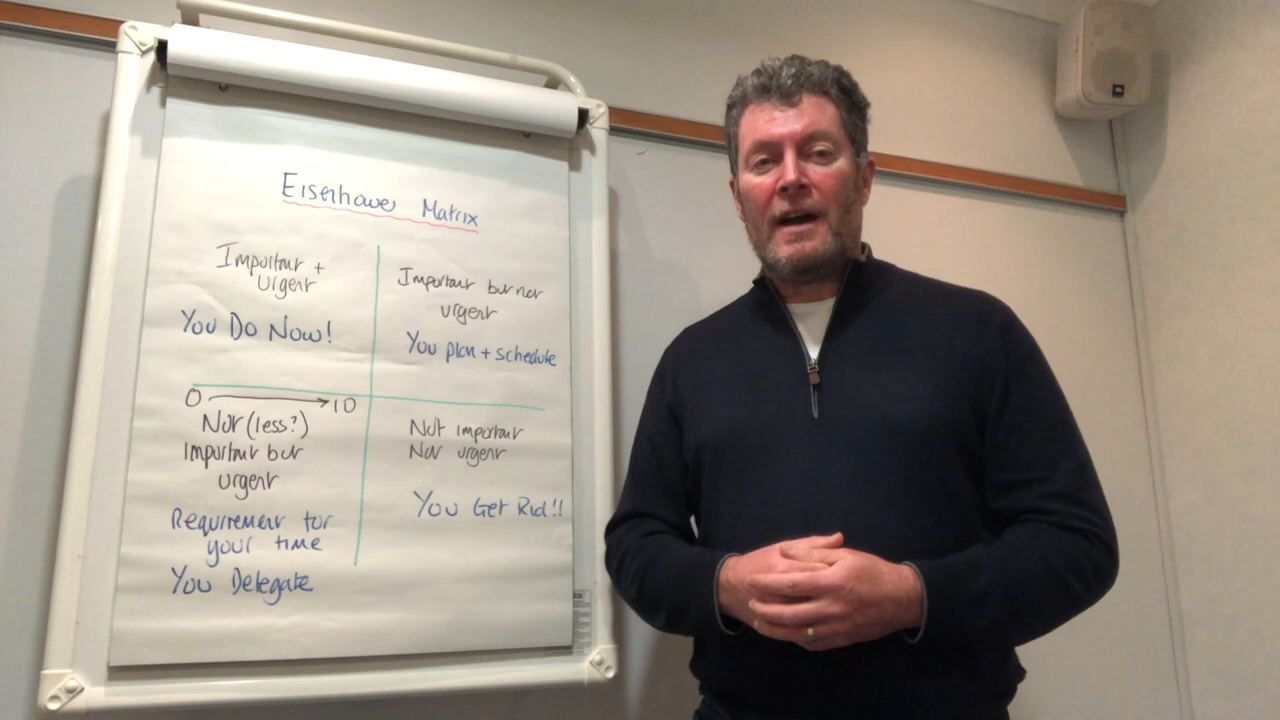 Eisenhower Matrix
Important +
urgent
You Do Now!
Important but not
urgent
You plan + schedule
0 → 10
Not (less?)
Important but
urgent
Requirement for
your time
You Delegate
Not important
Not urgent
You Get Rid!!
JBL